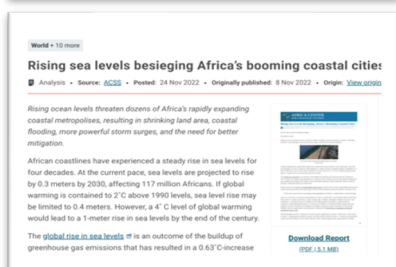 World + 10 more
Rising sea levels besieging Africa's booming coastal cities
Analysis • Source: ACSS • Posted: 24 Nov 2022 • Originally published: 8 Nov 2022 • Origin: View origin
Rising ocean levels threaten dozens of Africa's rapidly expanding
coastal metropolises, resulting in shrinking land area, coastal
flooding, more powerful storm surges, and the need for better
mitigation.
African coastlines have experienced a steady rise in sea levels for
four decades. At the current pace, sea levels are projected to rise
by 0.3 meters by 2030, affecting 117 million Africans. If global
warming is contained to 2˚C above 1990 levels, sea level rise may
be limited to 0.4 meters. However, a 4˚ C level of global warming
would lead to a 1-meter rise in sea levels by the end of the century.
The global rise in sea levels is an outcome of the buildup of
greenhouse gas emissions that has resulted in a 0.63˚C-increase
Download Report
(PDF | 5.1 MB)